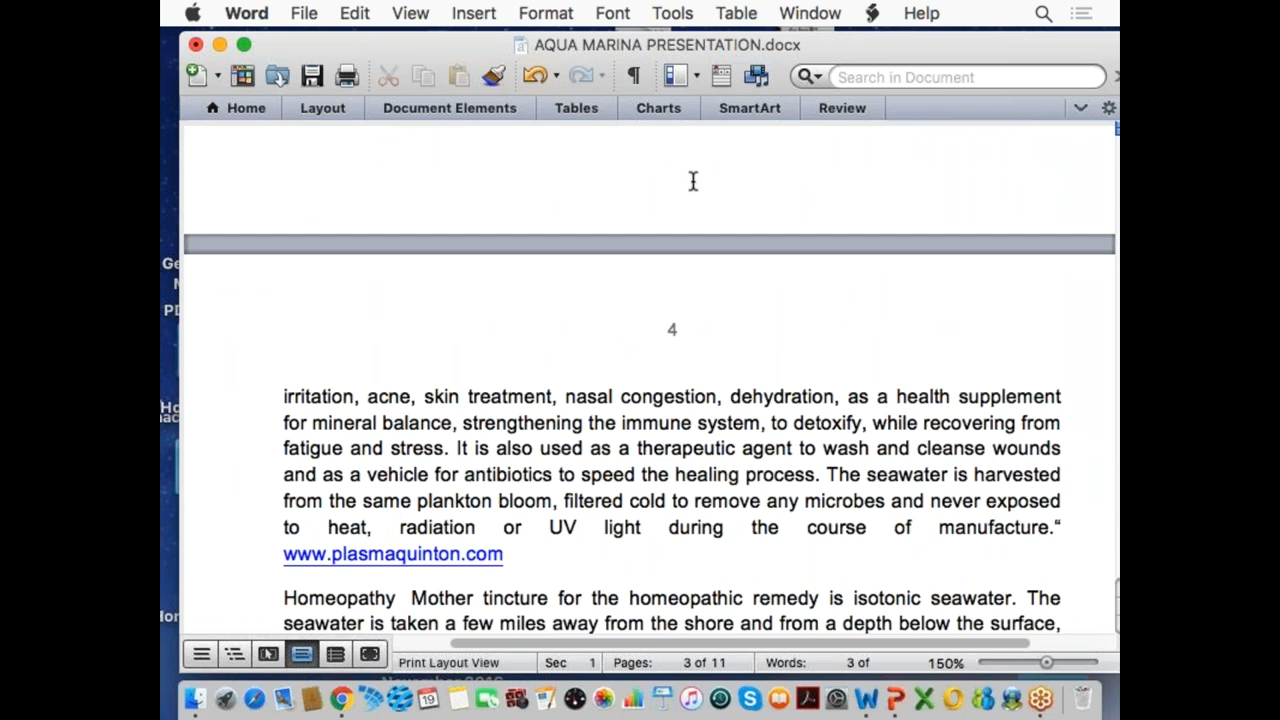 Word File Edit View Insert Format Font Tools Table Window Help
AQUA MARINA PRESENTATION.docx
Search in Document
Home Layout Document Elements Tables Charts SmartArt Review
4
irritation, acne, skin treatment, nasal congestion, dehydration, as a health supplement
for mineral balance, strengthening the immune system, to detoxify, while recovering from
fatigue and stress. It is also used as a therapeutic agent to wash and cleanse wounds
and as a vehicle for antibiotics to speed the healing process. The seawater is harvested
from the same plankton bloom, filtered cold to remove any microbes and never exposed
to heat, radiation or UV light during the course of manufacture.“
www.plasmaquinton.com
Homeopathy Mother tincture for the homeopathic remedy is isotonic seawater. The
seawater is taken a few miles away from the shore and from a depth below the surface,
Print Layout View Sec 1 Pages: 3 of 11 Words: 3 of 150%
19